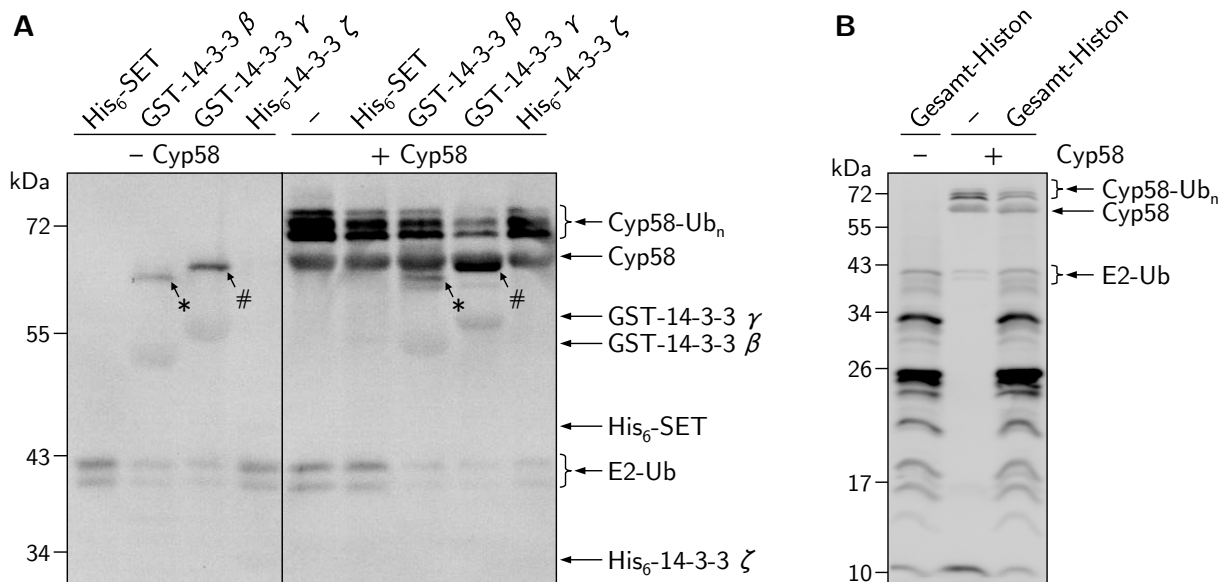 A
His₆-SET
GST-14-3-3 β
GST-14-3-3 γ
His₆-14-3-3 ζ
–
His₆-SET
GST-14-3-3 β
GST-14-3-3 γ
His₆-14-3-3 ζ
– Cyp58
+ Cyp58
kDa
72
55
43
34
*
#
*
#
Cyp58-Ubₙ
Cyp58
GST-14-3-3 γ
GST-14-3-3 β
His₆-SET
E2-Ub
His₆-14-3-3 ζ
B
Gesamt-Histon
–
Gesamt-Histon
– + Cyp58
kDa
72
55
43
34
26
17
10
Cyp58-Ubₙ
Cyp58
E2-Ub